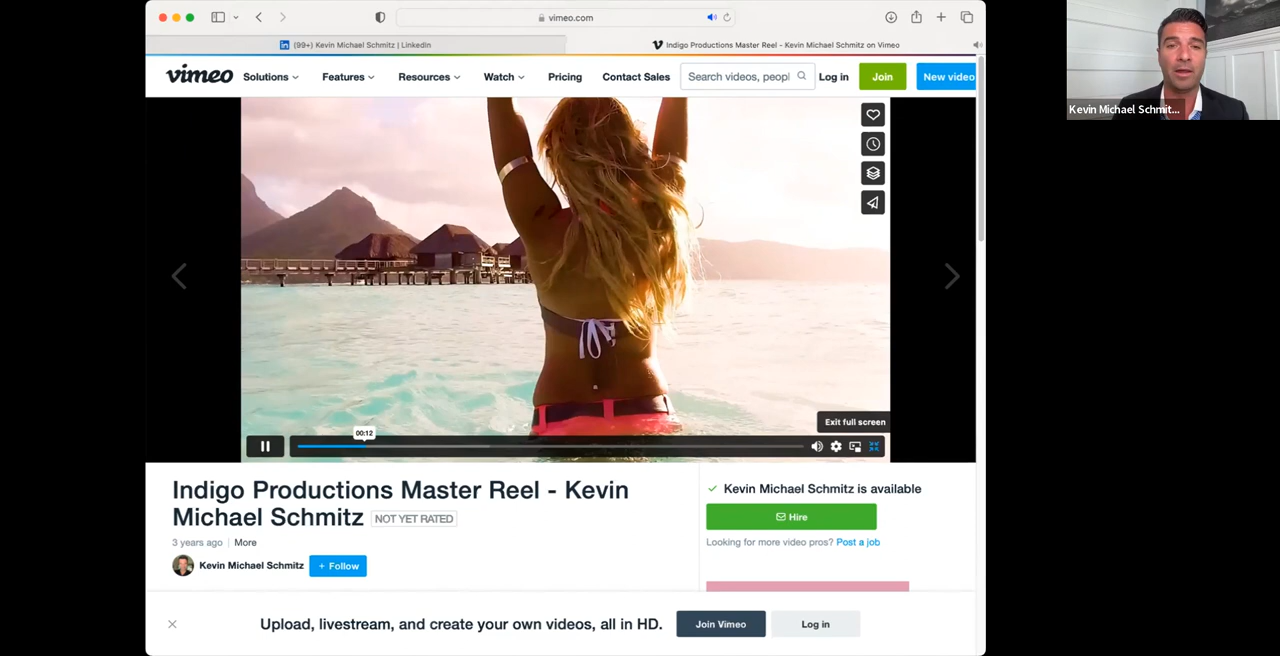 vimeo.com
(99+) Kevin Michael Schmitz | LinkedIn
Indigo Productions Master Reel - Kevin Michael Schmitz on Vimeo
vimeo
Solutions
Features
Resources
Watch
Pricing
Contact Sales
Search videos, peopl
Log in
Join
New video
Kevin Michael Schmit...
Exit full screen
00:12
Indigo Productions Master Reel - Kevin
Michael Schmitz NOT YET RATED
3 years ago | More
Kevin Michael Schmitz
+ Follow
Kevin Michael Schmitz is available
Hire
Looking for more video pros? Post a job
Upload, livestream, and create your own videos, all in HD.
Join Vimeo
Log in